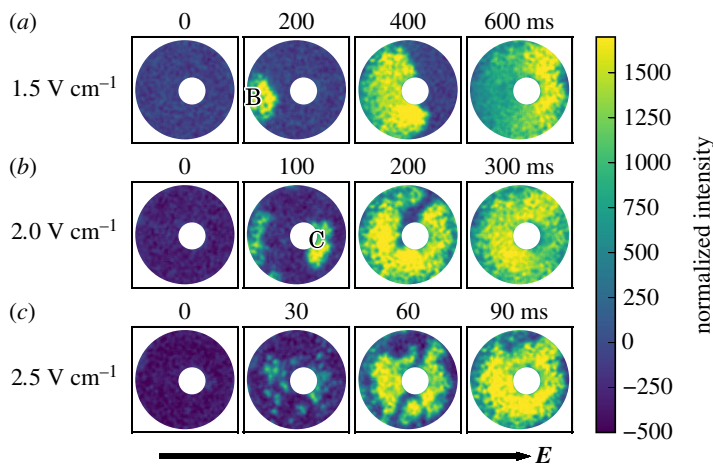 (a) 0 200 400 600 ms
1.5 V cm⁻¹
B
(b) 0 100 200 300 ms
2.0 V cm⁻¹
C
(c) 0 30 60 90 ms
2.5 V cm⁻¹
E
1500
1250
1000
750
500
250
0
−250
−500
normalized intensity